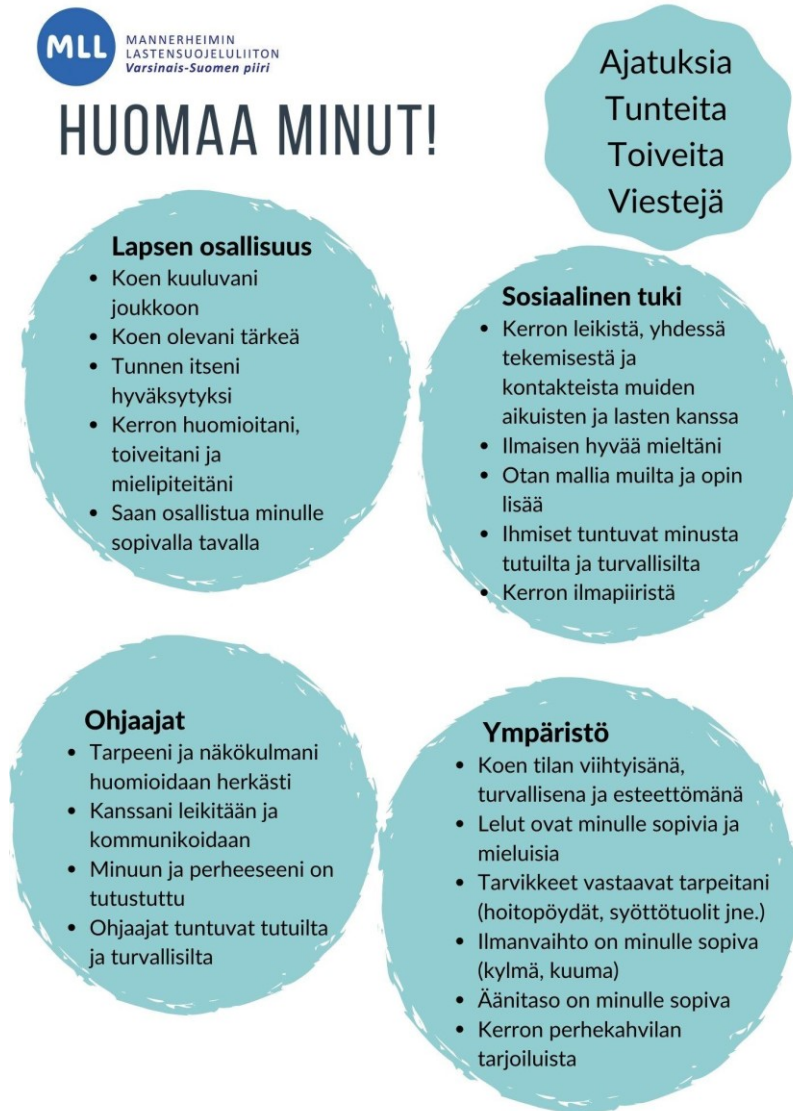 MLL
MANNERHEIMIN
LASTENSUOJELULIITON
Varsinais-Suomen piiri
HUOMAA MINUT!
Ajatuksia
Tunteita
Toiveita
Viestejä
Lapsen osallisuus
• Koen kuuluvani
joukkoon
• Koen olevani tärkeä
• Tunnen itseni
hyväksytyksi
• Kerron huomioitani,
toiveitani ja
mielipiteitäni
• Saan osallistua minulle
sopivalla tavalla
Sosiaalinen tuki
• Kerron leikistä, yhdessä
tekemisestä ja
kontakteista muiden
aikuisten ja lasten kanssa
• Ilmaisen hyvää mieltäni
• Otan mallia muilta ja opin
lisää
• Ihmiset tuntuvat minusta
tutuilta ja turvallisilta
• Kerron ilmapiiristä
Ohjaajat
• Tarpeeni ja näkökulmani
huomioidaan herkästi
• Kanssani leikitään ja
kommunikoidaan
• Minuun ja perheeseeni on
tutustuttu
• Ohjaajat tuntuvat tutuilta
ja turvallisilta
Ympäristö
• Koen tilan viihtyisänä,
turvallisena ja esteettömänä
• Lelut ovat minulle sopivia ja
mieluisia
• Tarvikkeet vastaavat tarpeitani
(hoitopöydät, syöttötuolit jne.)
• Ilmanvaihto on minulle sopiva
(kylmä, kuuma)
• Äänitaso on minulle sopiva
• Kerron perhekahvilan
tarjoiluista